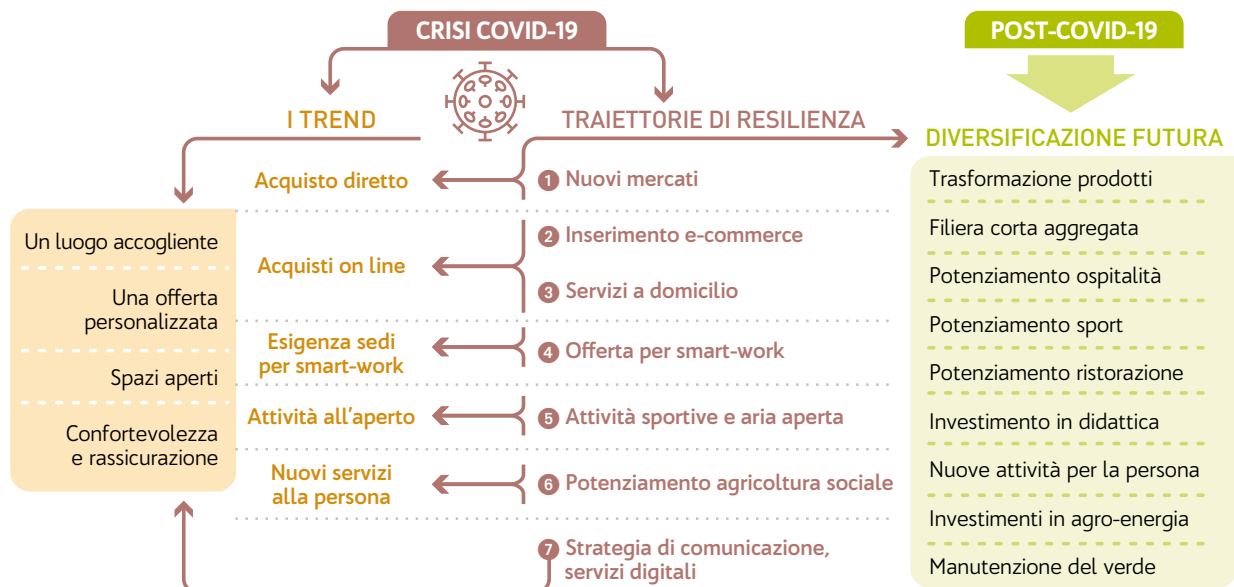 CRISI COVID-19
POST-COVID-19
I TREND
TRAIETTORIE DI RESILIENZA
DIVERSIFICAZIONE FUTURA
Un luogo accogliente
Una offerta
personalizzata
Spazi aperti
Confortevolezza
e rassicurazione
Acquisto diretto
Acquisti on line
Esigenza sedi
per smart-work
Attività all'aperto
Nuovi servizi
alla persona
1 Nuovi mercati
2 Inserimento e-commerce
3 Servizi a domicilio
4 Offerta per smart-work
5 Attività sportive e aria aperta
6 Potenziamento agricoltura sociale
7 Strategia di comunicazione,
servizi digitali
Trasformazione prodotti
Filiera corta aggregata
Potenziamento ospitalità
Potenziamento sport
Potenziamento ristorazione
Investimento in didattica
Nuove attività per la persona
Investimenti in agro-energia
Manutenzione del verde